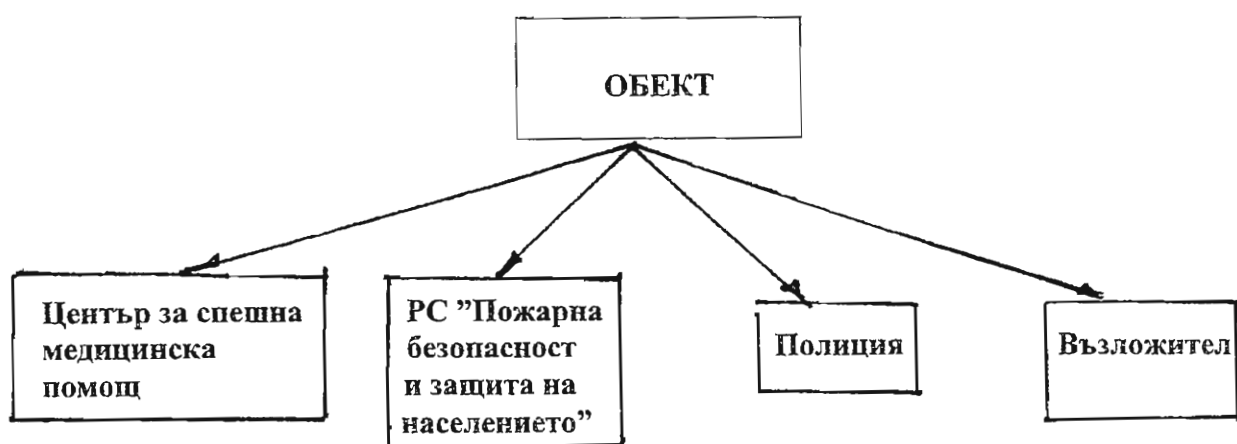 ОБЕКТ
Център за спешна
медицинска
помощ
РС ”Пожарна
безопасност
и защита на
населението”
Полиция
Възложител